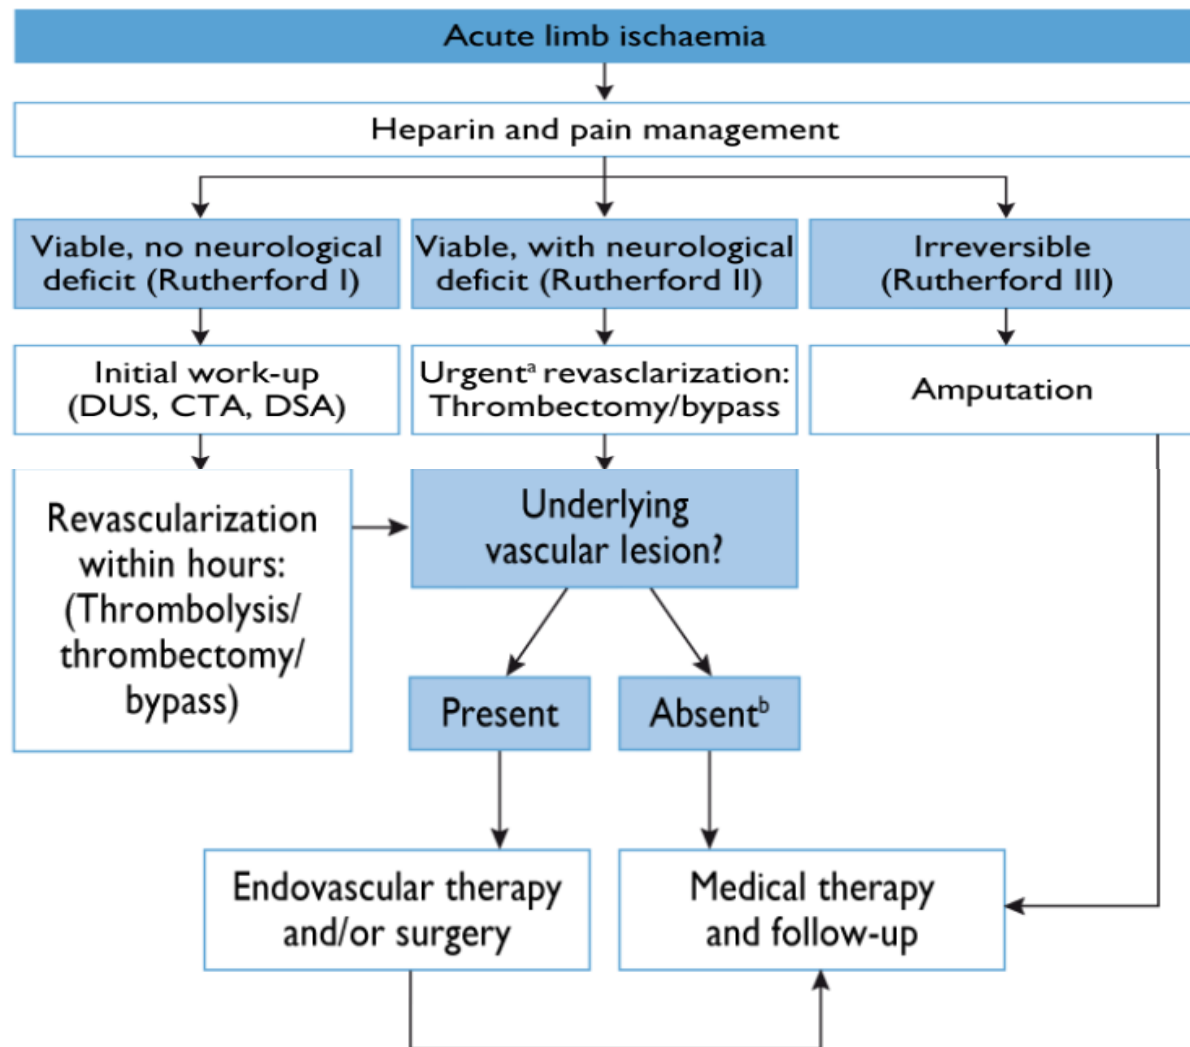 Acute limb ischaemia
Heparin and pain management
Viable, no neurological
deficit (Rutherford I)
Viable, with neurological
deficit (Rutherford II)
Irreversible
(Rutherford III)
Initial work-up
(DUS, CTA, DSA)
Urgentᵃ revasclarization:
Thrombectomy/bypass
Amputation
Revascularization
within hours:
(Thrombolysis/
thrombectomy/
bypass)
Underlying
vascular lesion?
Present
Absentᵇ
Endovascular therapy
and/or surgery
Medical therapy
and follow-up